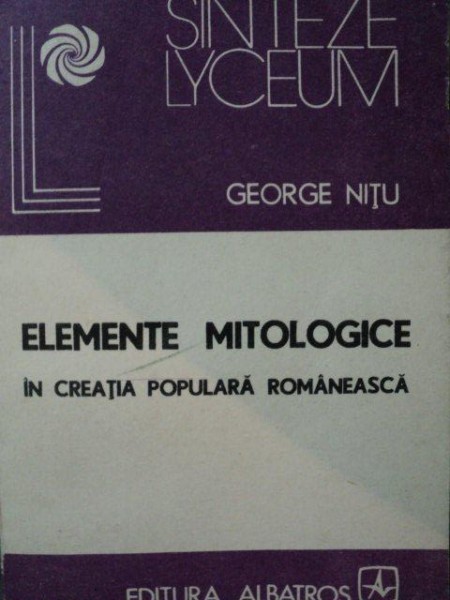 SINTEZE
LYCEUM
GEORGE NIŢU
ELEMENTE MITOLOGICE
ÎN CREAŢIA POPULARĂ ROMÂNEASCĂ
EDITURA ALBATROS